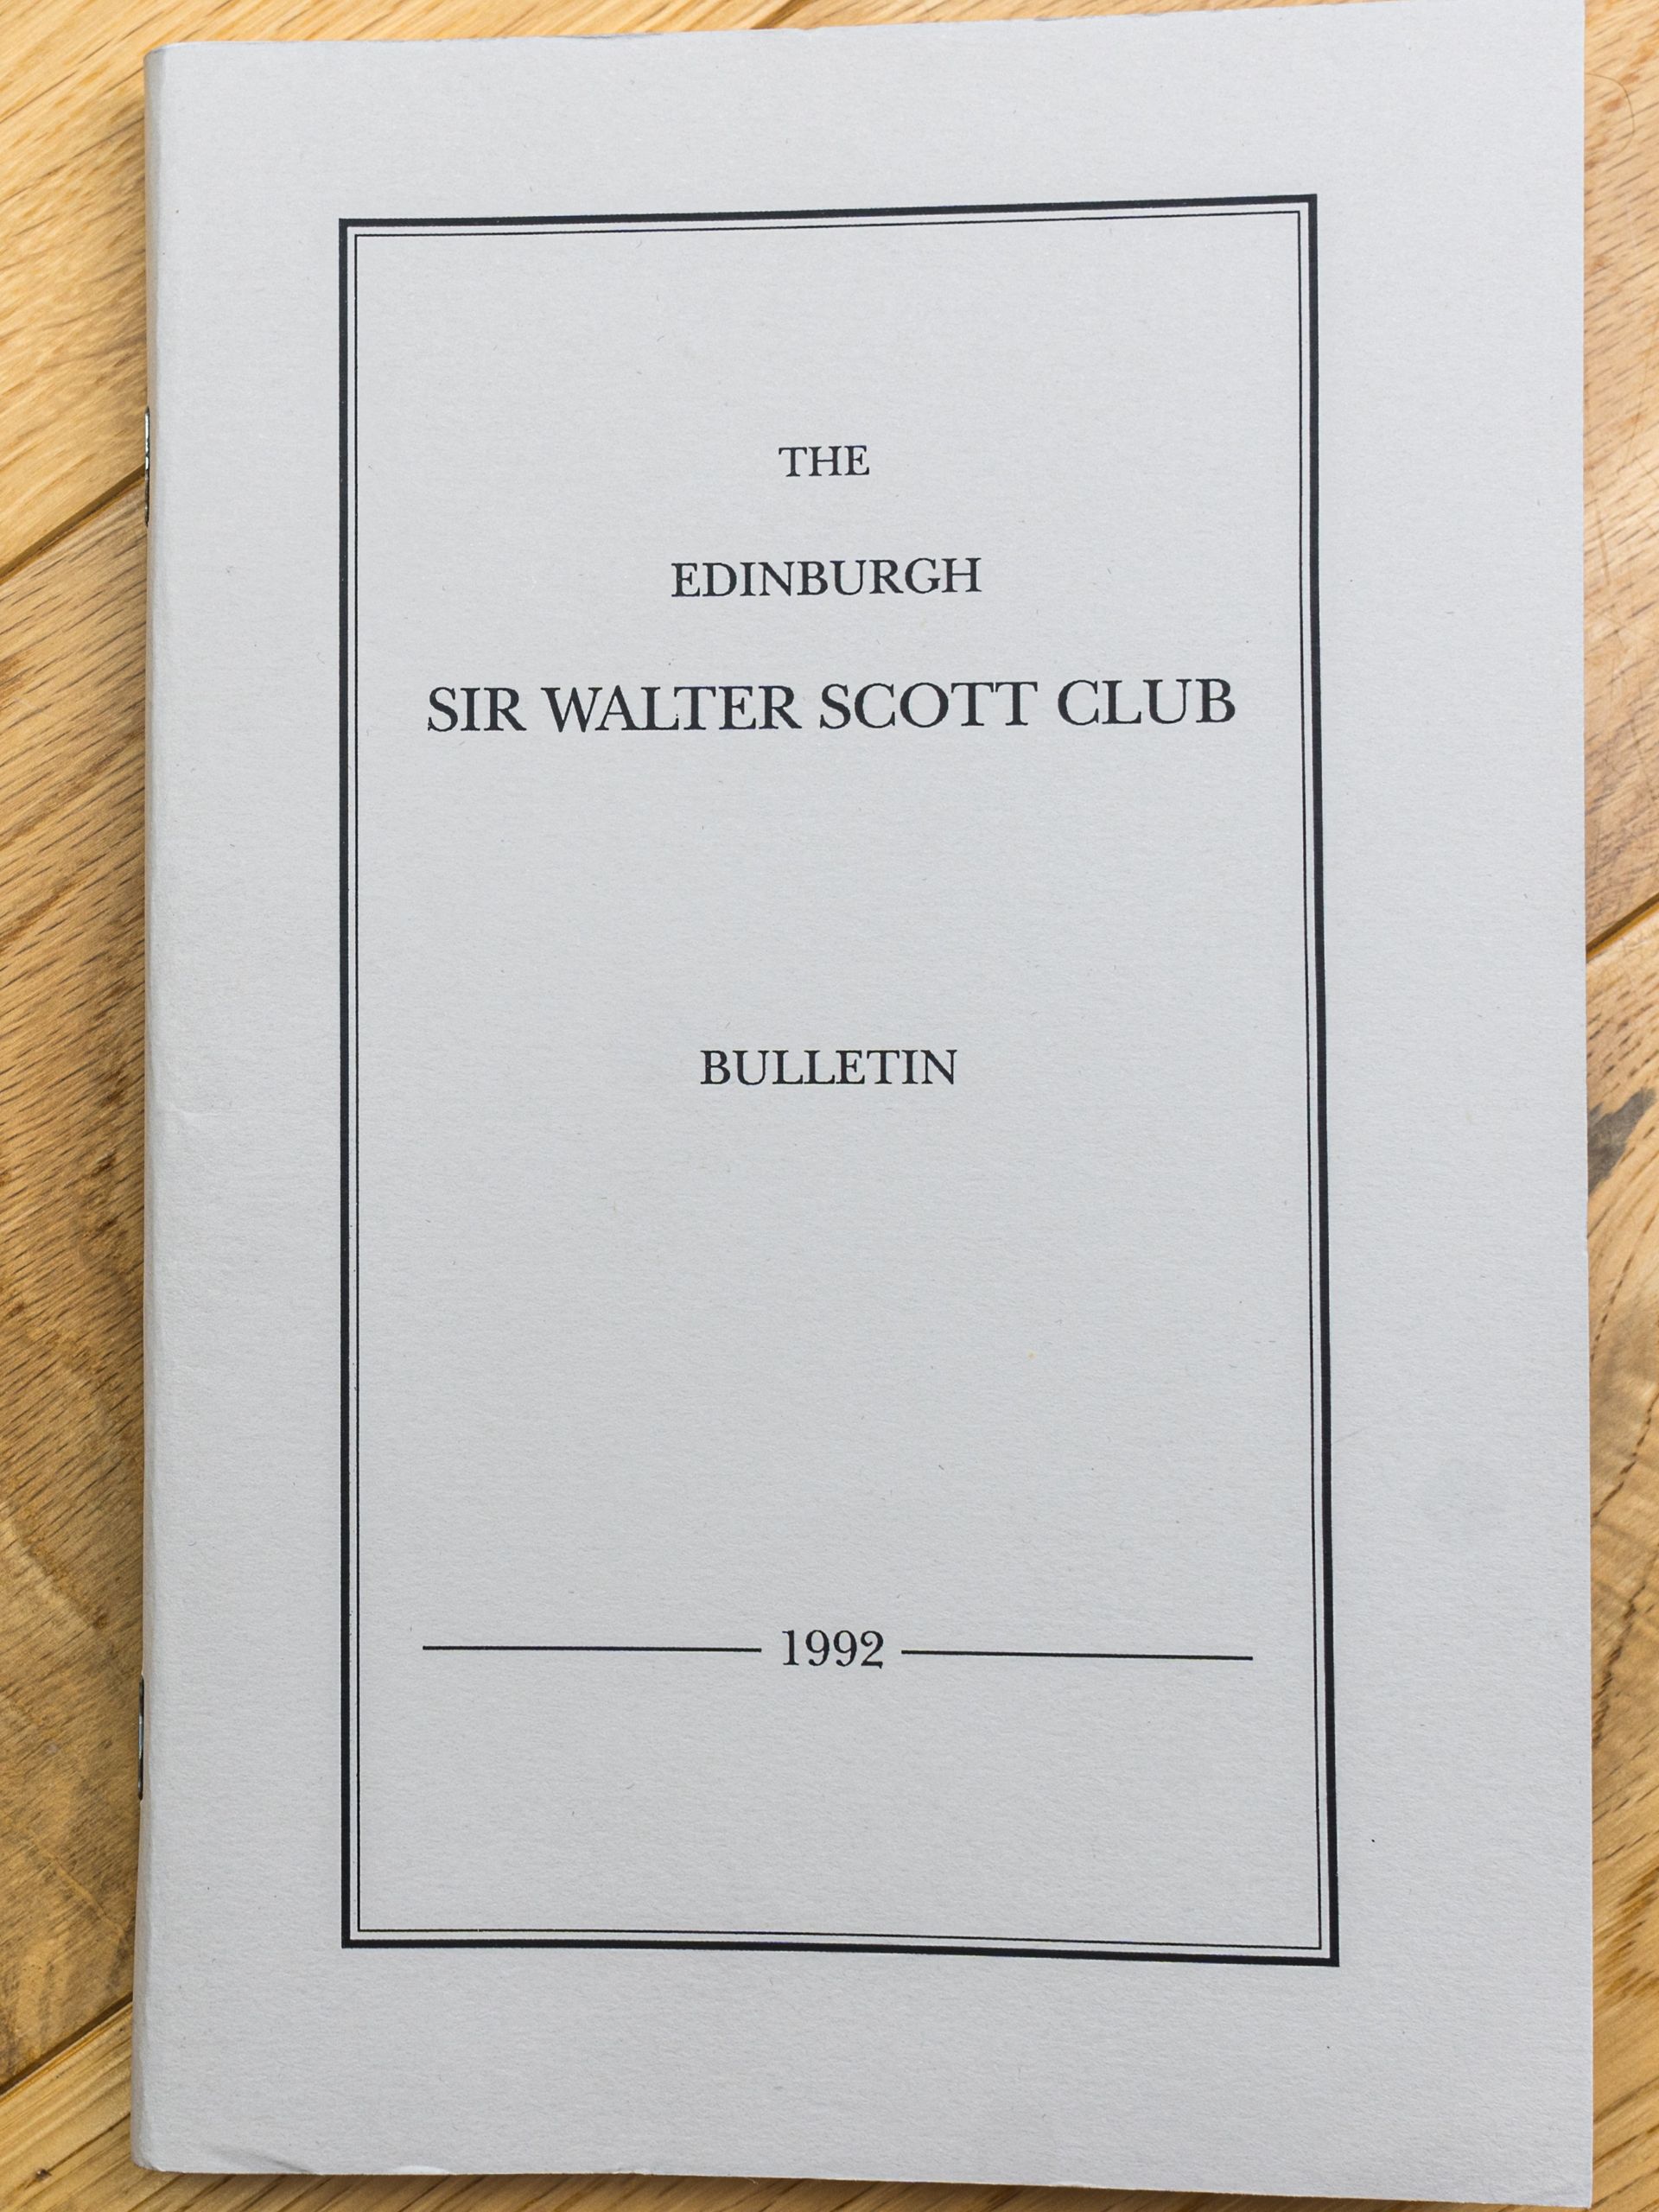 THE
EDINBURGH
SIR WALTER SCOTT CLUB
BULLETIN
1992